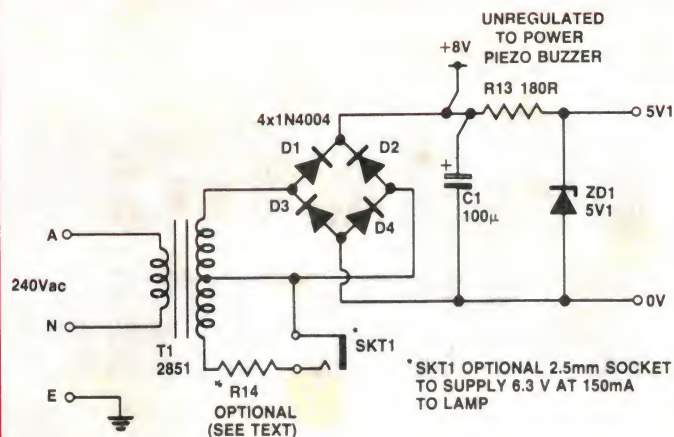 UNREGULATED
TO POWER
PIEZO BUZZER
+8V
R13 180R
5V1
4x1N4004
D1
D2
D3
D4
+
C1
100μ
ZD1
5V1
A
240Vac
N
T1
2851
0V
*
SKT1
*SKT1 OPTIONAL 2.5mm SOCKET
TO SUPPLY 6.3 V AT 150mA
TO LAMP
E
* R14
OPTIONAL
(SEE TEXT)